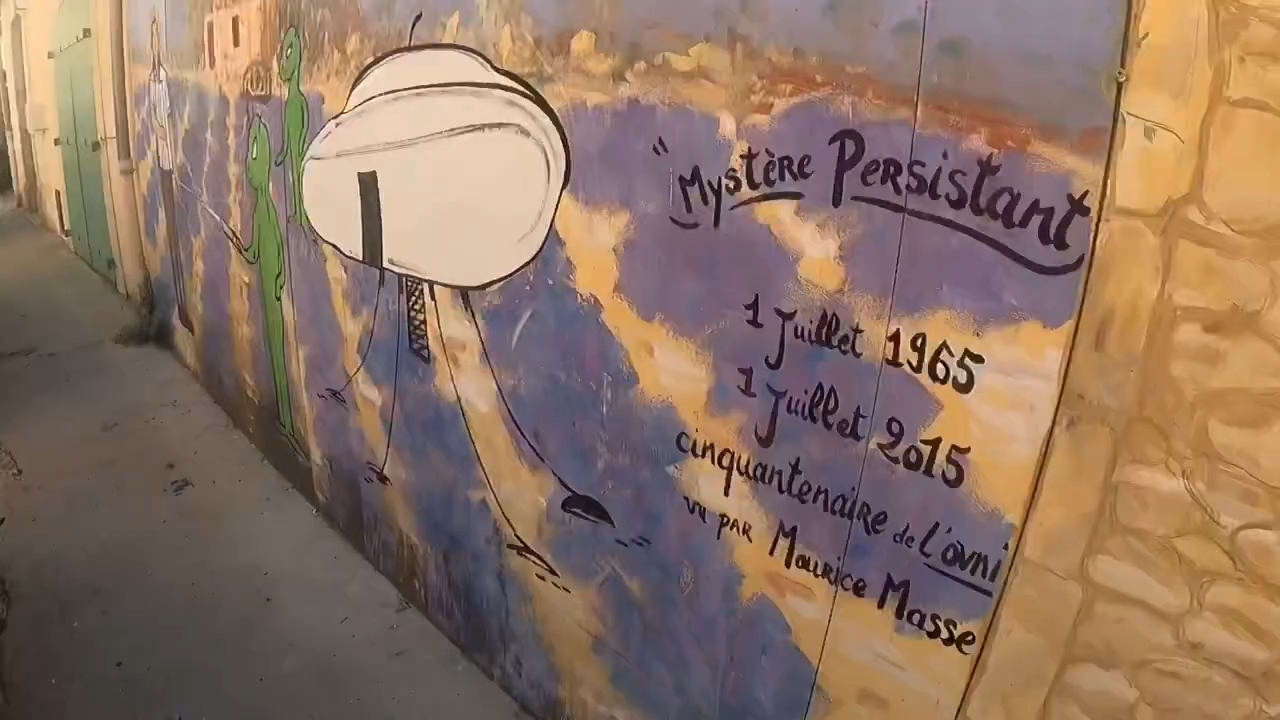 "Mystère Persistant
1 Juillet 1965
1 Juillet 2015
cinquantenaire de l'ovni
vu par Maurice Masse